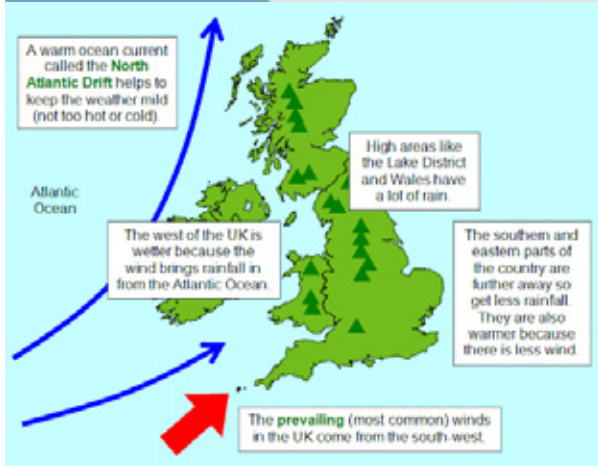 A warm ocean current
called the North
Atlantic Drift helps to
keep the weather mild
(not too hot or cold).
High areas like
the Lake District
and Wales have
a lot of rain.
Atlantic
Ocean
The west of the UK is
wetter because the
wind brings rainfall in
from the Atlantic Ocean.
The southern and
eastern parts of
the country are
further away so
get less rainfall.
They are also
warmer because
there is less wind.
The prevailing (most common) winds
in the UK come from the south-west.